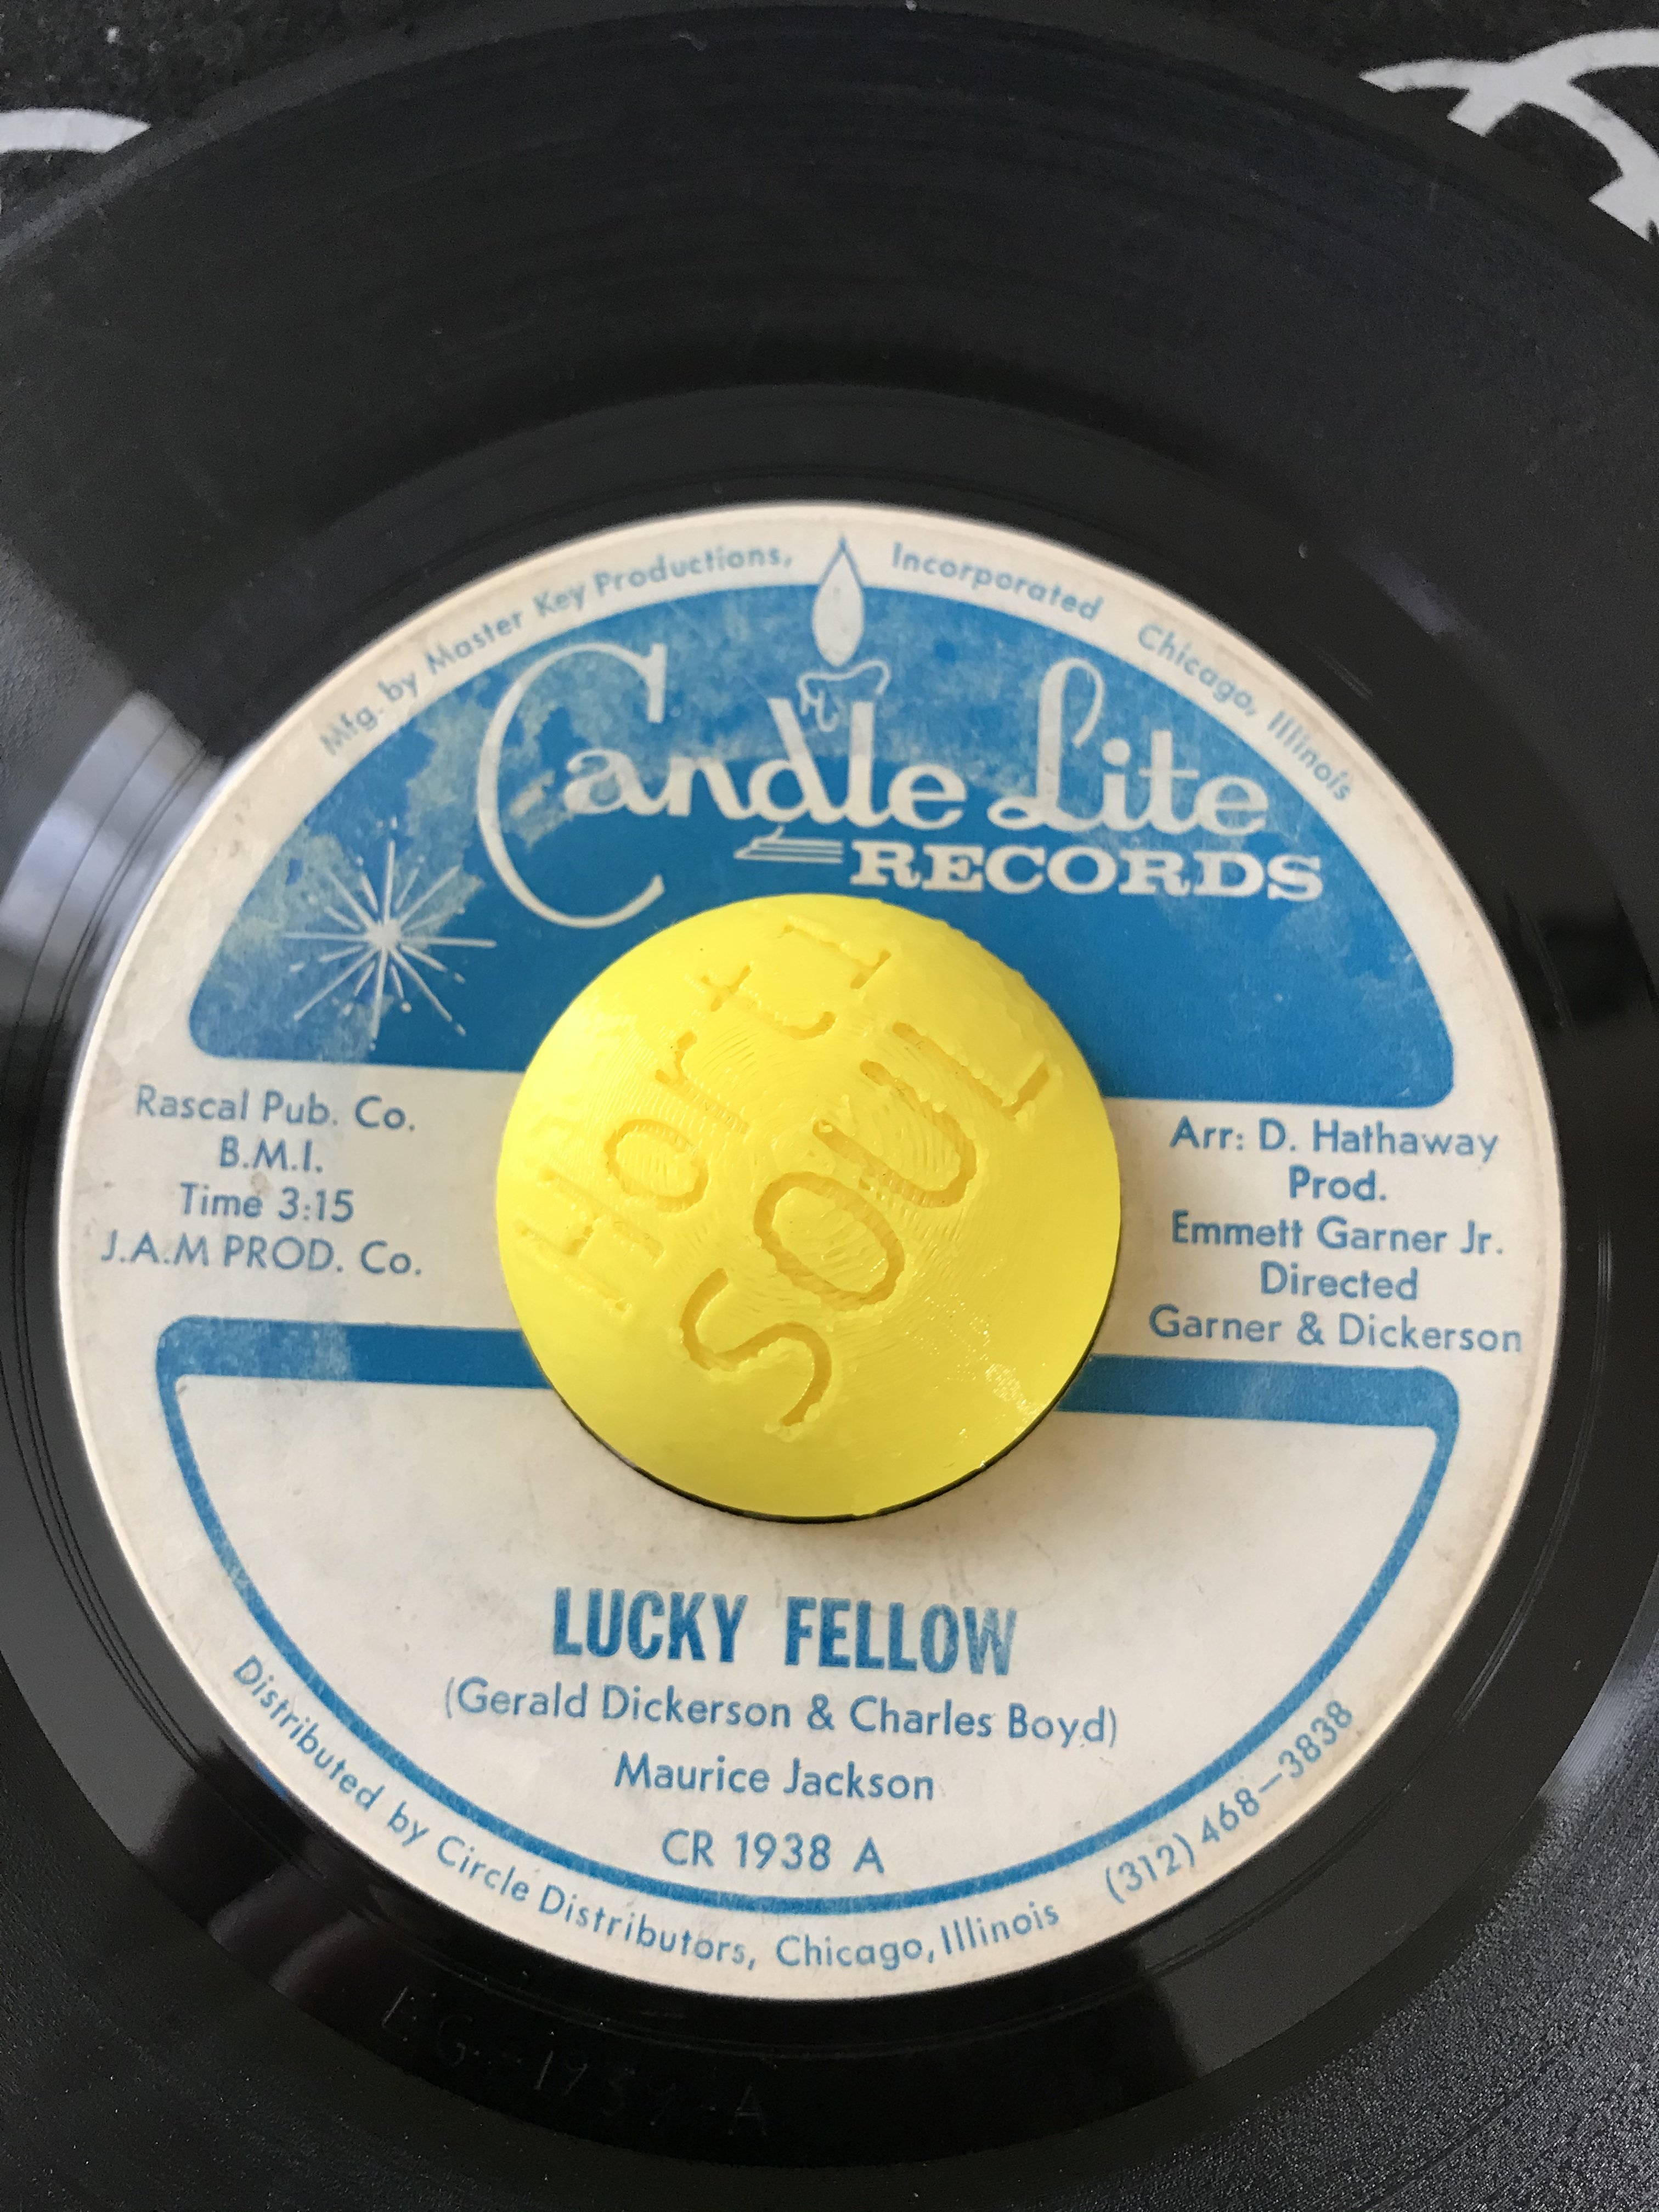 Mfg. by Master Key Productions, Incorporated Chicago, Illinois
Candle Lite
RECORDS
Horti
SOUL
Rascal Pub. Co.
B.M.I.
Time 3:15
J.A.M PROD. Co.
Arr: D. Hathaway
Prod.
Emmett Garner Jr.
Directed
Garner & Dickerson
LUCKY FELLOW
(Gerald Dickerson & Charles Boyd)
Maurice Jackson
CR 1938 A
Distributed by Circle Distributors, Chicago, Illinois (312) 468-3838